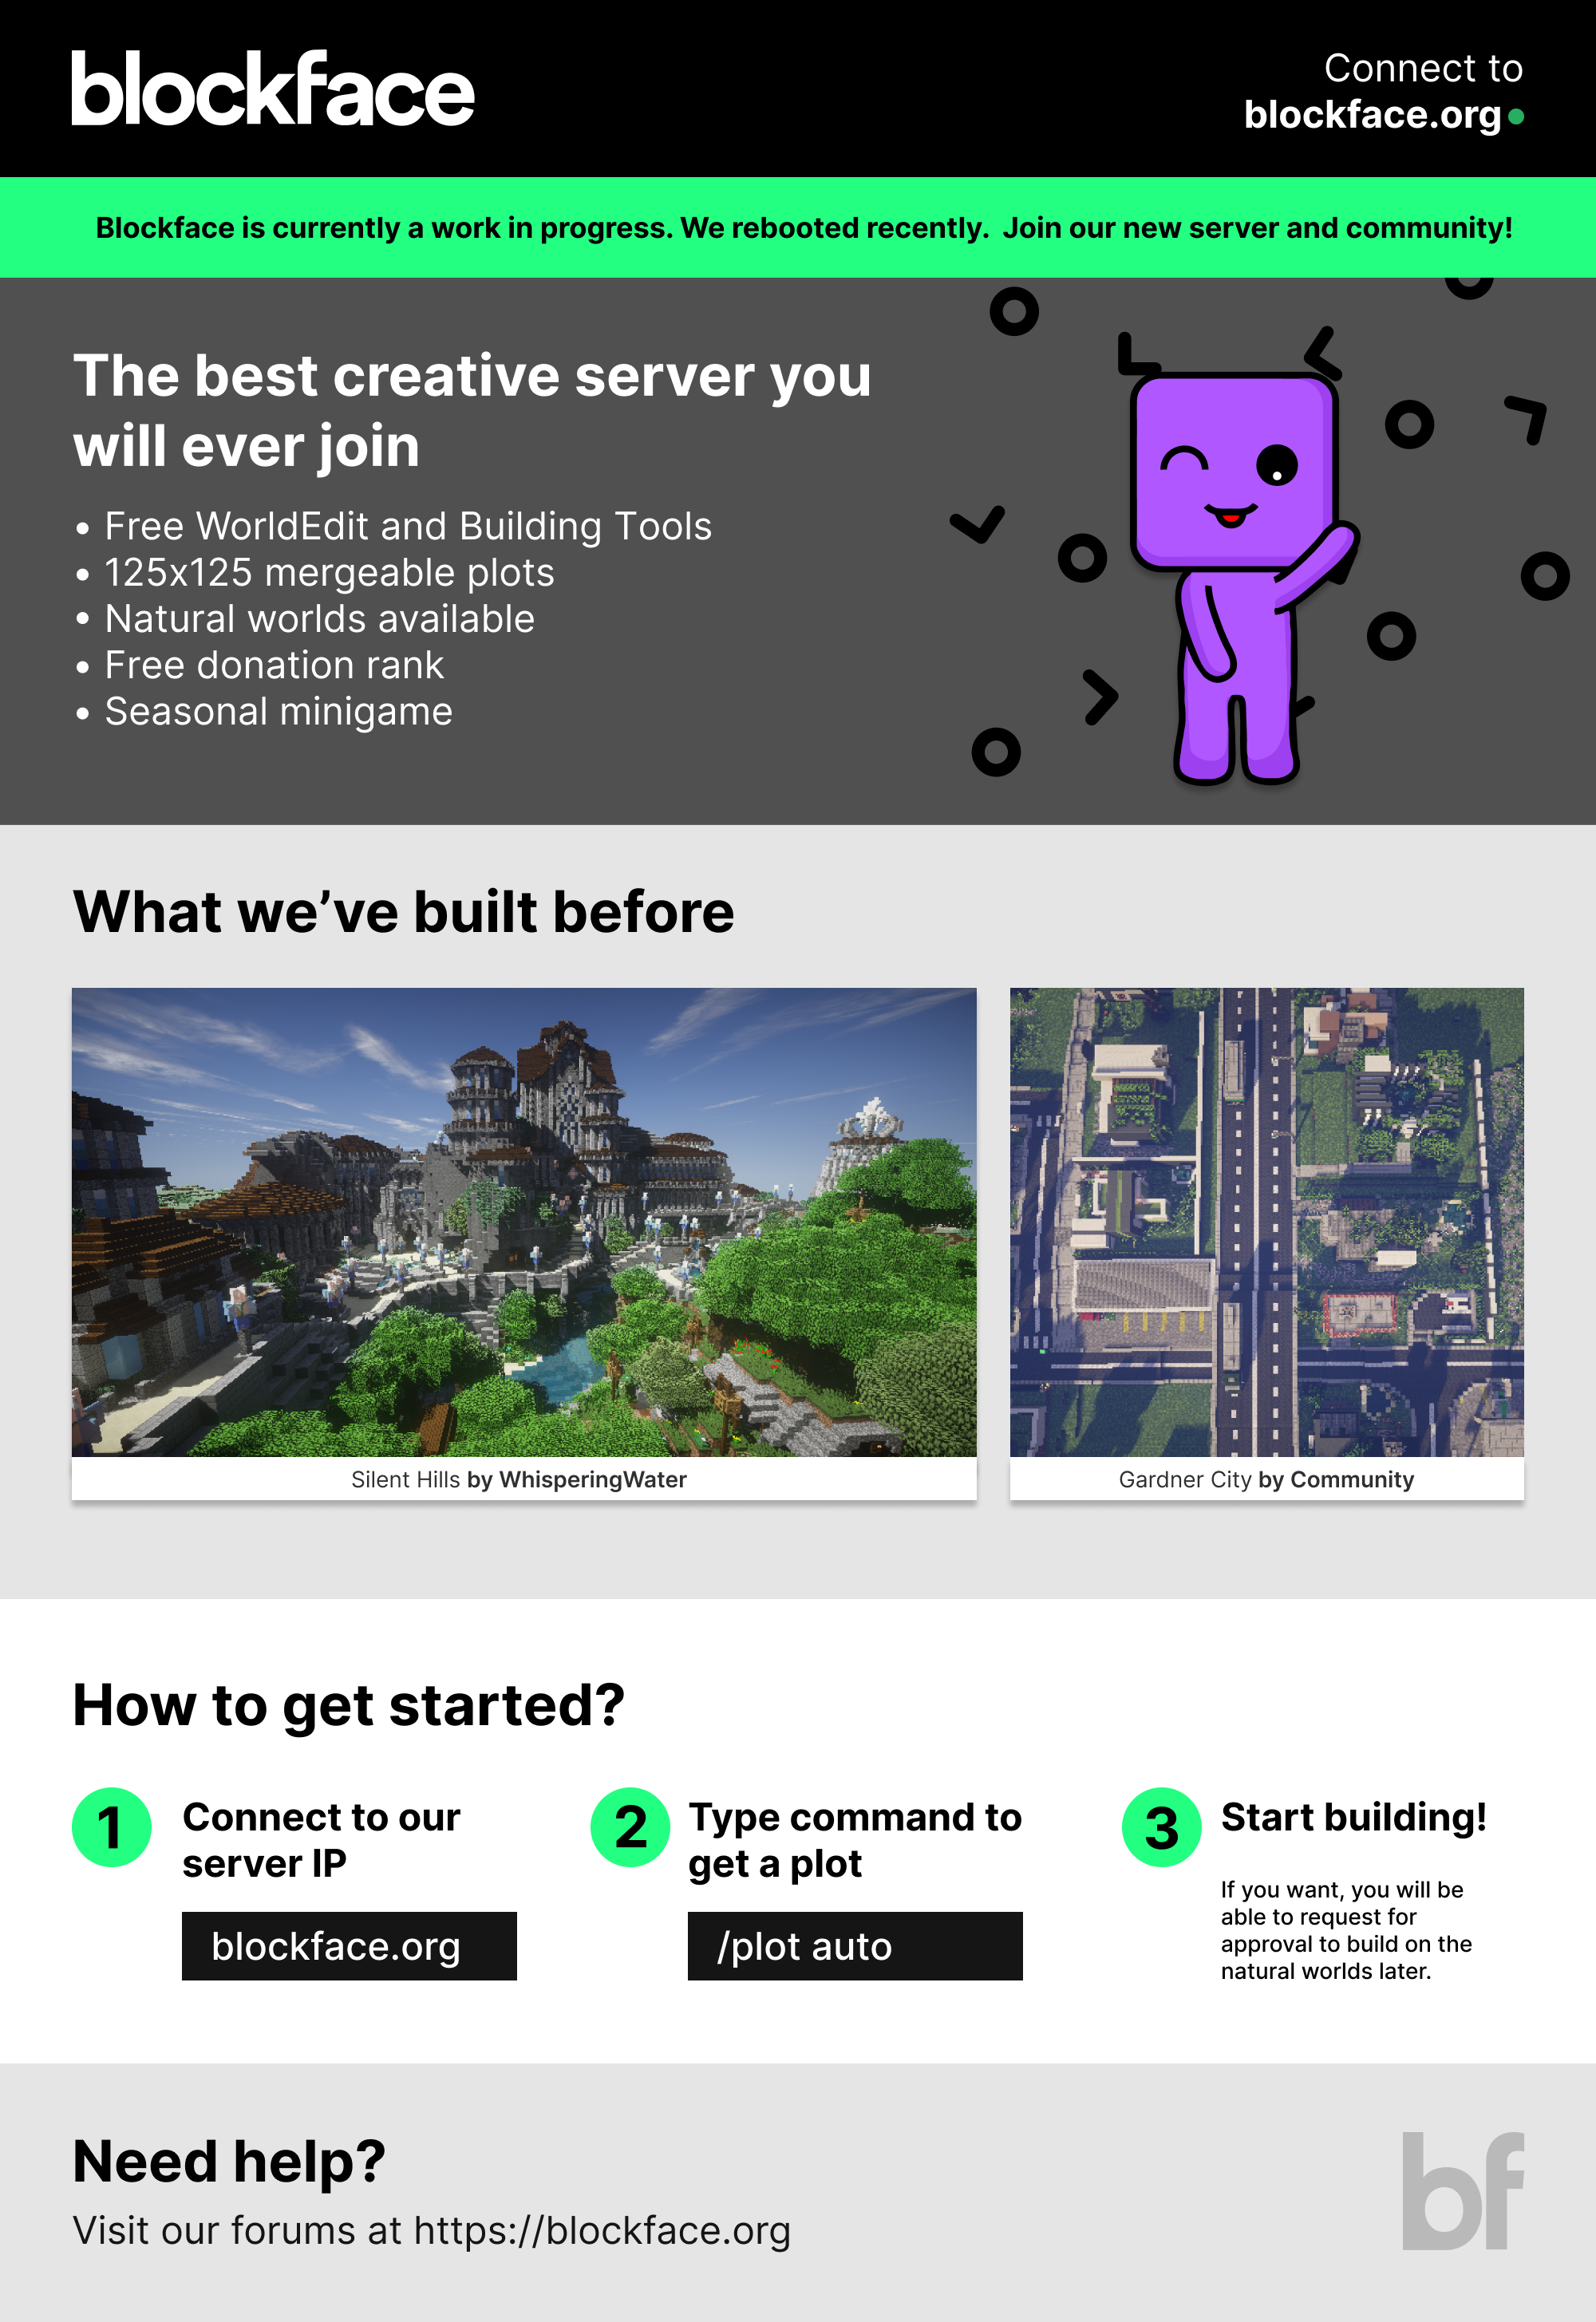 blockface
Connect to
blockface.org
Blockface is currently a work in progress. We rebooted recently.  Join our new server and community!
The best creative server you
will ever join
• Free WorldEdit and Building Tools
• 125x125 mergeable plots
• Natural worlds available
• Free donation rank
• Seasonal minigame
What we’ve built before
Silent Hills by WhisperingWater
Gardner City by Community
How to get started?
1
Connect to our
server IP
blockface.org
2
Type command to
get a plot
/plot auto
3
Start building!
If you want, you will be
able to request for
approval to build on the
natural worlds later.
Need help?
Visit our forums at https://blockface.org
bf